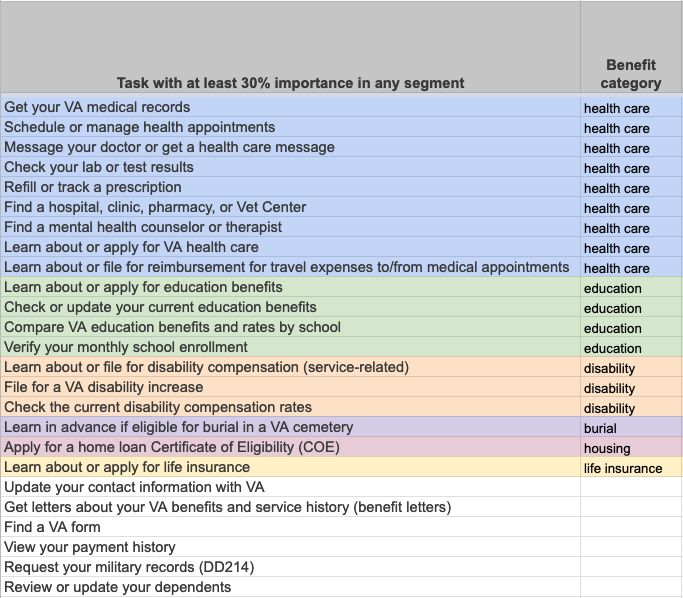 Benefit
Task with at least 30% importance in any segment category
Get your VA medical records health care
Schedule or manage health appointments health care
Message your doctor or get a health care message health care
Check your lab or test results health care
Refill or track a prescription health care
Find a hospital, clinic, pharmacy, or Vet Center health care
Find a mental health counselor or therapist health care
Learn about or apply for VA health care health care
Learn about or file for reimbursement for travel expenses to/from medical appointments health care
Learn about or apply for education benefits education
Check or update your current education benefits education
Compare VA education benefits and rates by school education
Verify your monthly school enrollment education
Learn about or file for disability compensation (service-related) disability
File for a VA disability increase disability
Check the current disability compensation rates disability
Learn in advance if eligible for burial in a VA cemetery burial
Apply for a home loan Certificate of Eligibility (COE) housing
Learn about or apply for life insurance life insurance
Update your contact information with VA
Get letters about your VA benefits and service history (benefit letters)
Find a VA form
View your payment history
Request your military records (DD214)
Review or update your dependents